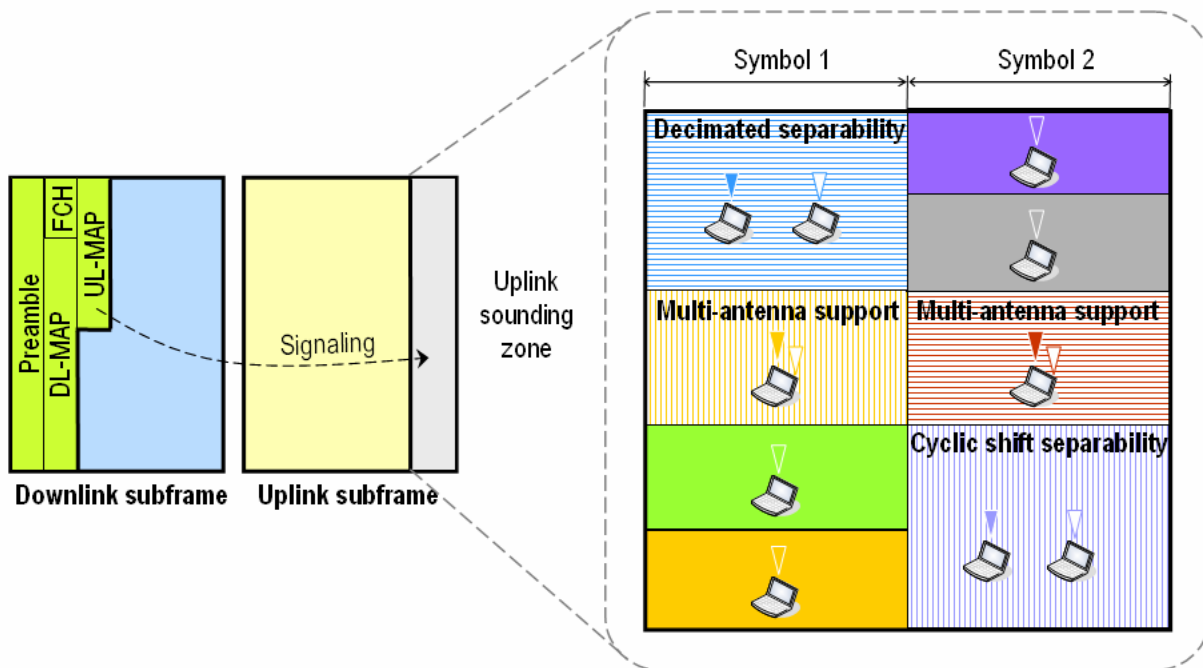 Symbol 1
Symbol 2
Decimated separability
Preamble
DL-MAP
FCH
UL-MAP
Signaling
Uplink
sounding
zone
Multi-antenna support
Multi-antenna support
Cyclic shift separability
Downlink subframe
Uplink subframe